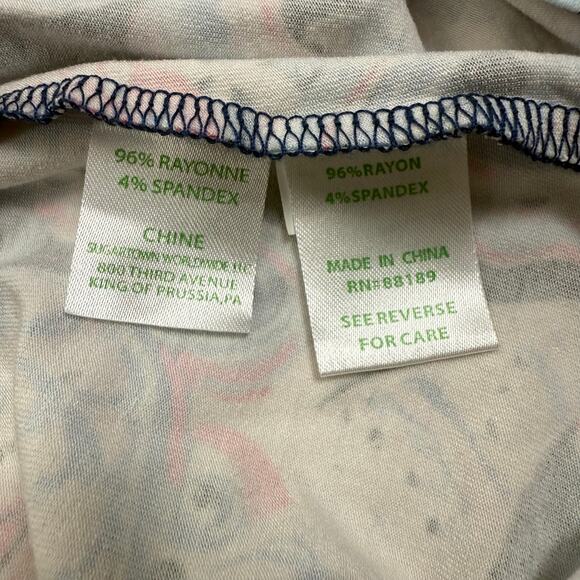 96% RAYONNE
4% SPANDEX
CHINE
SUGARTOWN WORLDWIDE LLC
800 THIRD AVENUE
KING OF PRUSSIA,PA
96%RAYON
4%SPANDEX
MADE IN CHINA
RN#88189
SEE REVERSE
FOR CARE